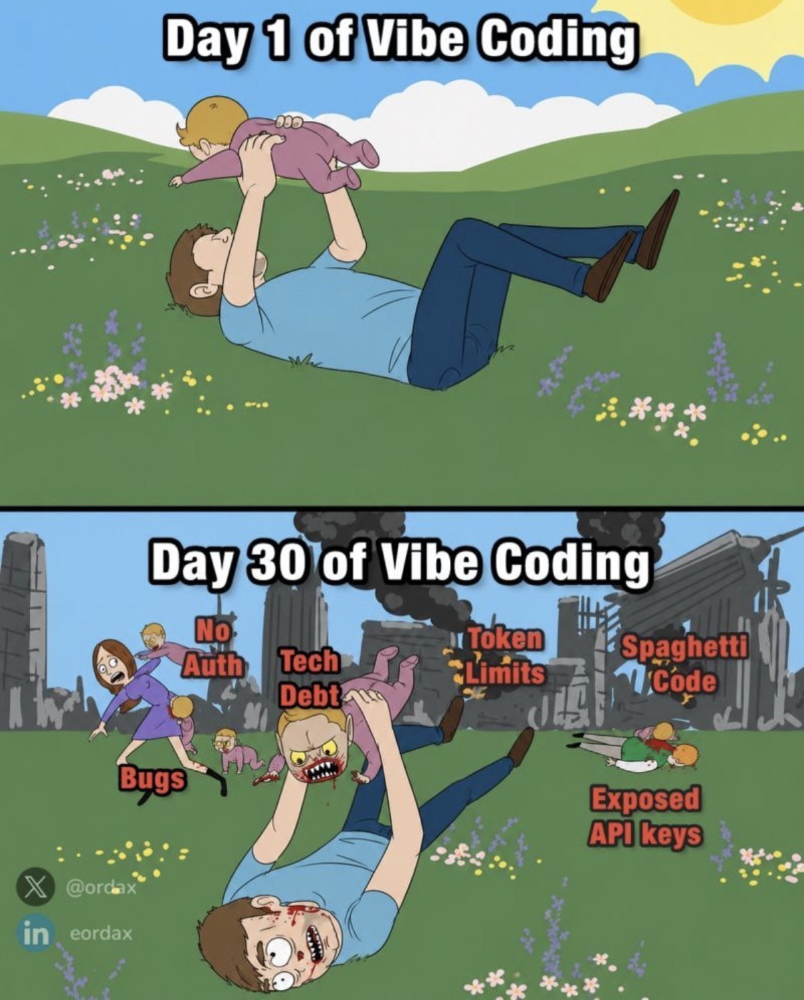 Day 1 of Vibe Coding
Day 30 of Vibe Coding
No
Auth
Tech
Debt
Token
Limits
Spaghetti
Code
Bugs
Exposed
API keys
@ordax
in eordax